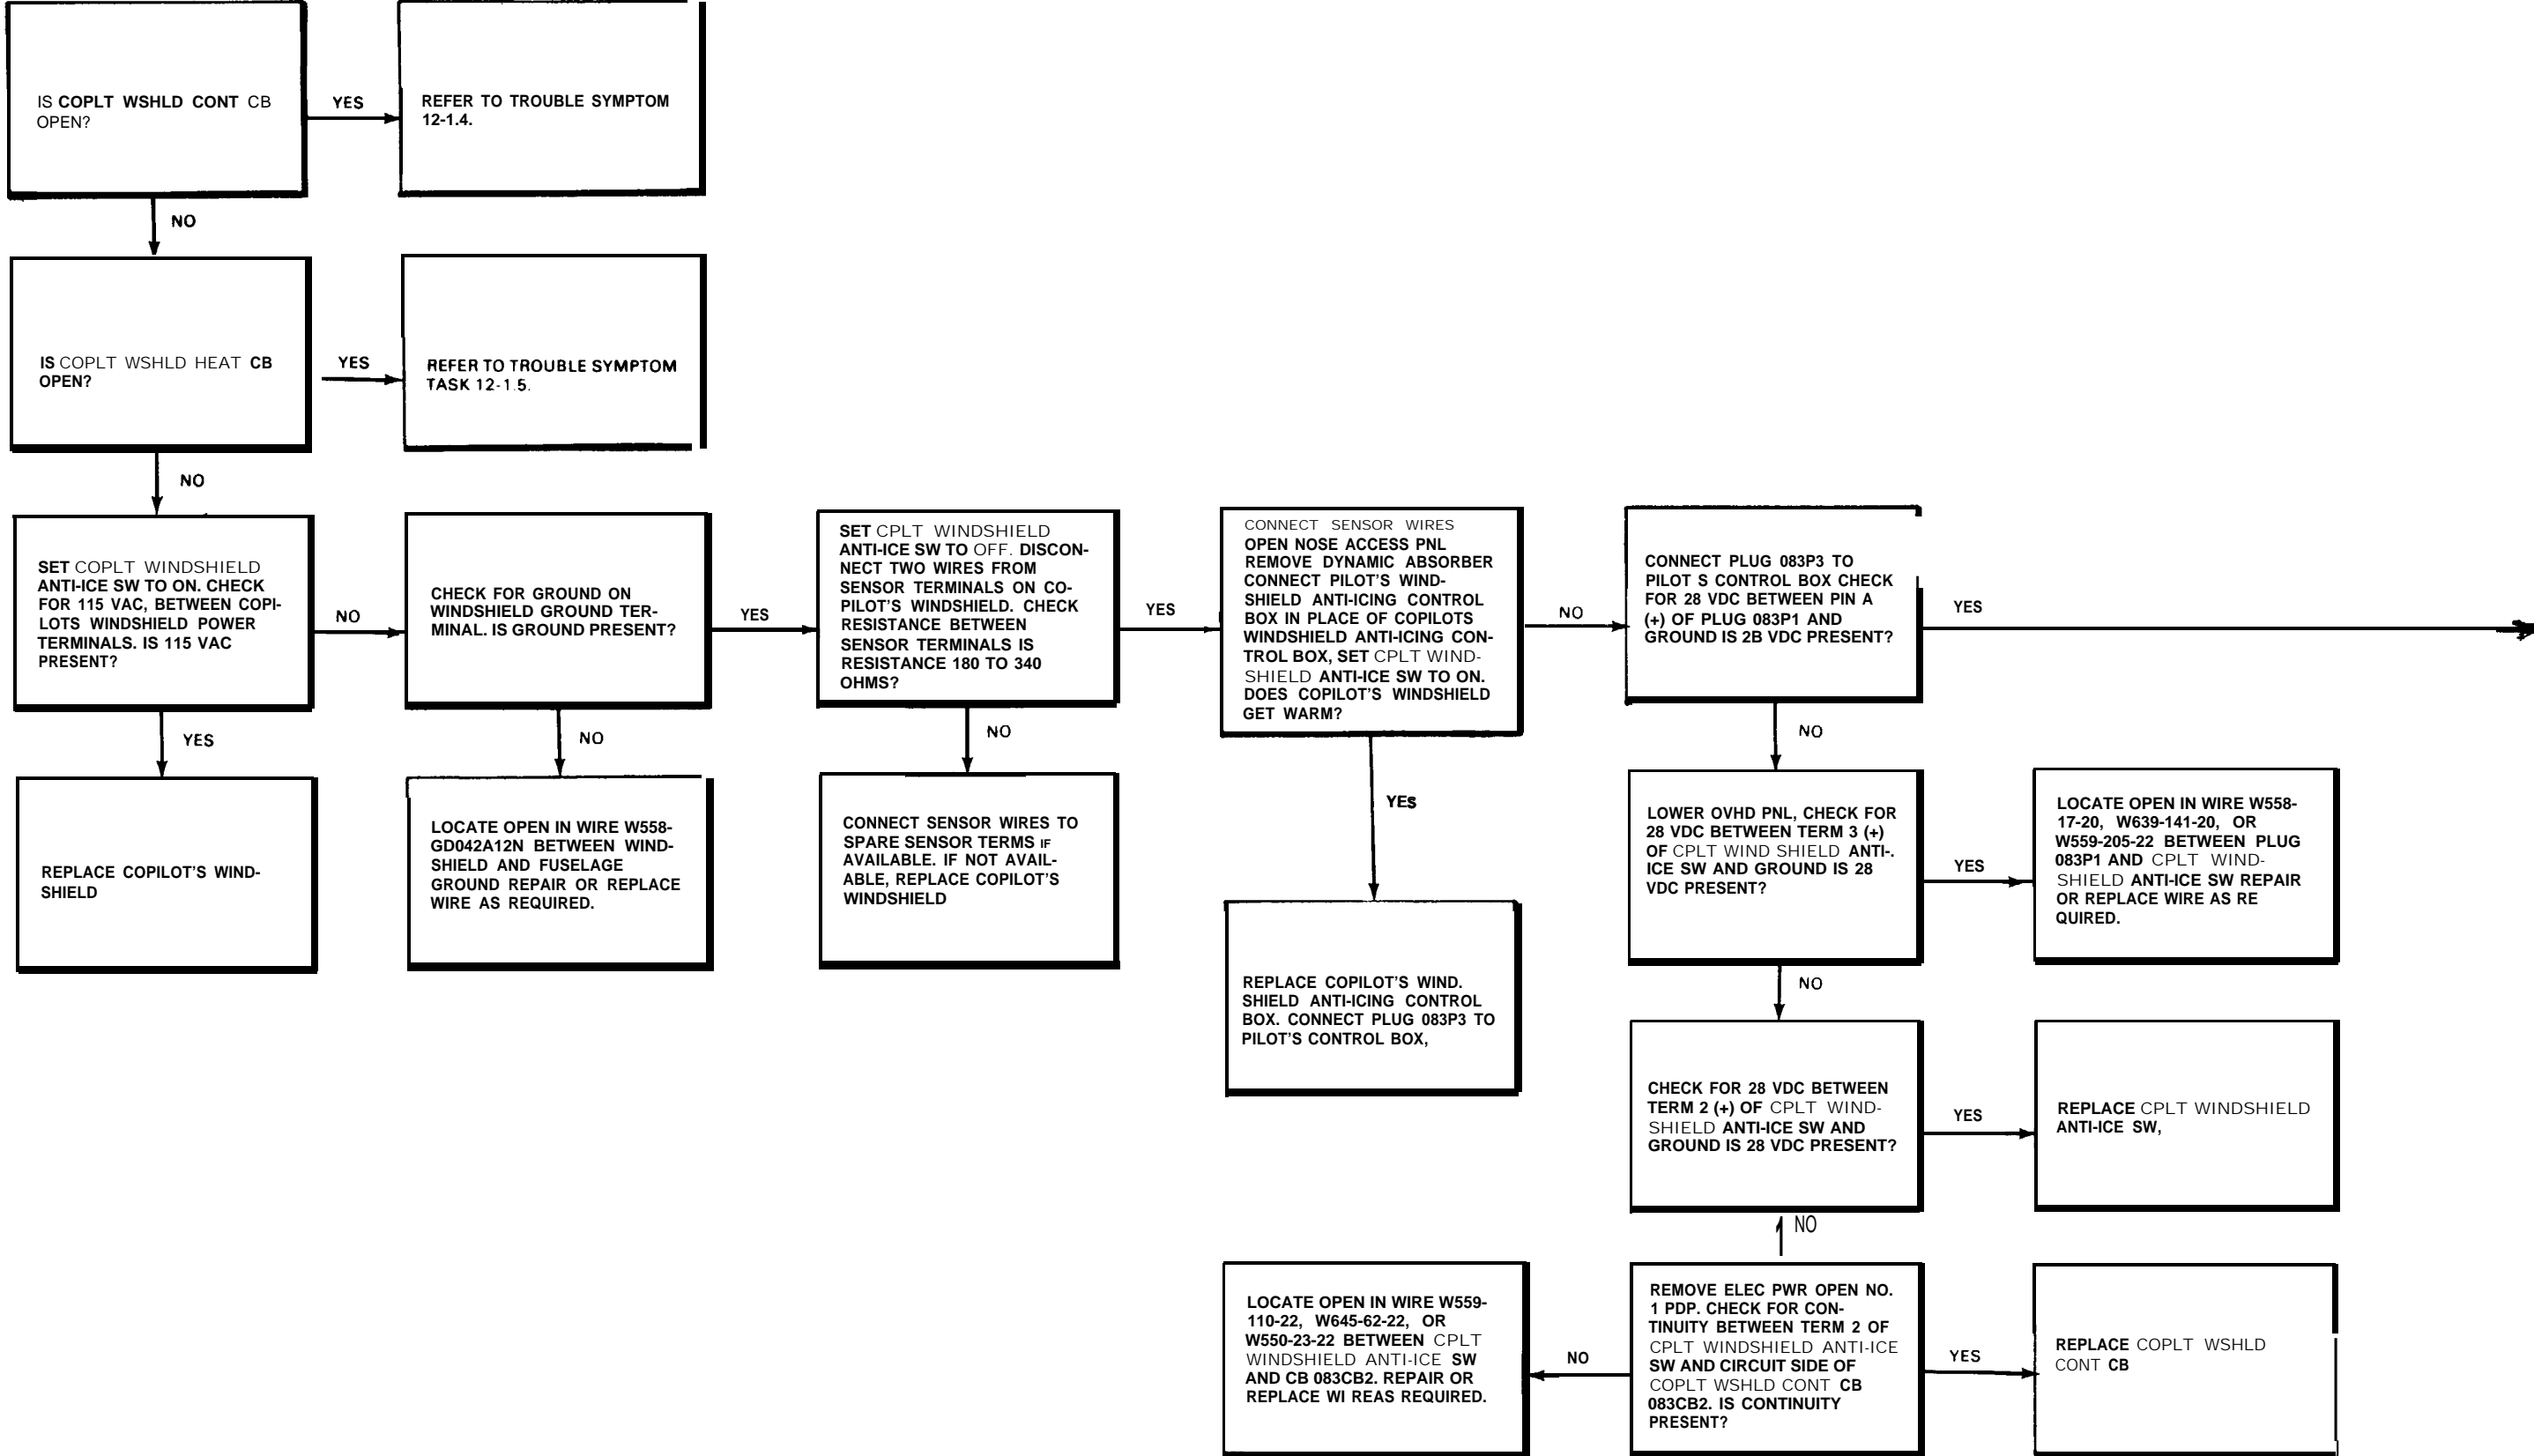 IS COPLT WSHLD CONT CB
OPEN?
YES
REFER TO TROUBLE SYMPTOM
12-1.4.
NO
IS COPLT WSHLD HEAT CB
OPEN?
YES
REFER TO TROUBLE SYMPTOM
TASK 12-1.5.
NO
SET COPLT WINDSHIELD
ANTI-ICE SW TO ON. CHECK
FOR 115 VAC, BETWEEN COPI-
LOTS WINDSHIELD POWER
TERMINALS. IS 115 VAC
PRESENT?
NO
CHECK FOR GROUND ON
WINDSHIELD GROUND TER-
MINAL. IS GROUND PRESENT?
YES
SET CPLT WINDSHIELD
ANTI-ICE SW TO OFF. DISCON-
NECT TWO WIRES FROM
SENSOR TERMINALS ON CO-
PILOT'S WINDSHIELD. CHECK
RESISTANCE BETWEEN
SENSOR TERMINALS IS
RESISTANCE 180 TO 340
OHMS?
YES
CONNECT SENSOR WIRES
OPEN NOSE ACCESS PNL
REMOVE DYNAMIC ABSORBER
CONNECT PILOT'S WIND-
SHIELD ANTI-ICING CONTROL
BOX IN PLACE OF COPILOTS
WINDSHIELD ANTI-ICING CON-
TROL BOX, SET CPLT WIND-
SHIELD ANTI-ICE SW TO ON.
DOES COPILOT'S WINDSHIELD
GET WARM?
NO
CONNECT PLUG 083P3 TO
PILOT S CONTROL BOX CHECK
FOR 28 VDC BETWEEN PIN A
(+) OF PLUG 083P1 AND
GROUND IS 2B VDC PRESENT?
YES
YES
REPLACE COPILOT'S WIND-
SHIELD
NO
LOCATE OPEN IN WIRE W558-
GD042A12N BETWEEN WIND-
SHIELD AND FUSELAGE
GROUND REPAIR OR REPLACE
WIRE AS REQUIRED.
NO
CONNECT SENSOR WIRES TO
SPARE SENSOR TERMS IF
AVAILABLE. IF NOT AVAIL-
ABLE, REPLACE COPILOT'S
WINDSHIELD
YES
REPLACE COPILOT'S WIND.
SHIELD ANTI-ICING CONTROL
BOX. CONNECT PLUG 083P3 TO
PILOT'S CONTROL BOX,
NO
LOWER OVHD PNL, CHECK FOR
28 VDC BETWEEN TERM 3 (+)
OF CPLT WIND SHIELD ANTI-.
ICE SW AND GROUND IS 28
VDC PRESENT?
YES
LOCATE OPEN IN WIRE W558-
17-20, W639-141-20, OR
W559-205-22 BETWEEN PLUG
083P1 AND CPLT WIND-
SHIELD ANTI-ICE SW REPAIR
OR REPLACE WIRE AS RE
QUIRED.
NO
CHECK FOR 28 VDC BETWEEN
TERM 2 (+) OF CPLT WIND-
SHIELD ANTI-ICE SW AND
GROUND IS 28 VDC PRESENT?
YES
REPLACE CPLT WINDSHIELD
ANTI-ICE SW,
NO
REMOVE ELEC PWR OPEN NO.
1 PDP. CHECK FOR CON-
TINUITY BETWEEN TERM 2 OF
CPLT WINDSHIELD ANTI-ICE
SW AND CIRCUIT SIDE OF
COPLT WSHLD CONT CB
083CB2. IS CONTINUITY
PRESENT?
NO
LOCATE OPEN IN WIRE W559-
110-22, W645-62-22, OR
W550-23-22 BETWEEN CPLT
WINDSHIELD ANTI-ICE SW
AND CB 083CB2. REPAIR OR
REPLACE WI REAS REQUIRED.
YES
REPLACE COPLT WSHLD
CONT CB